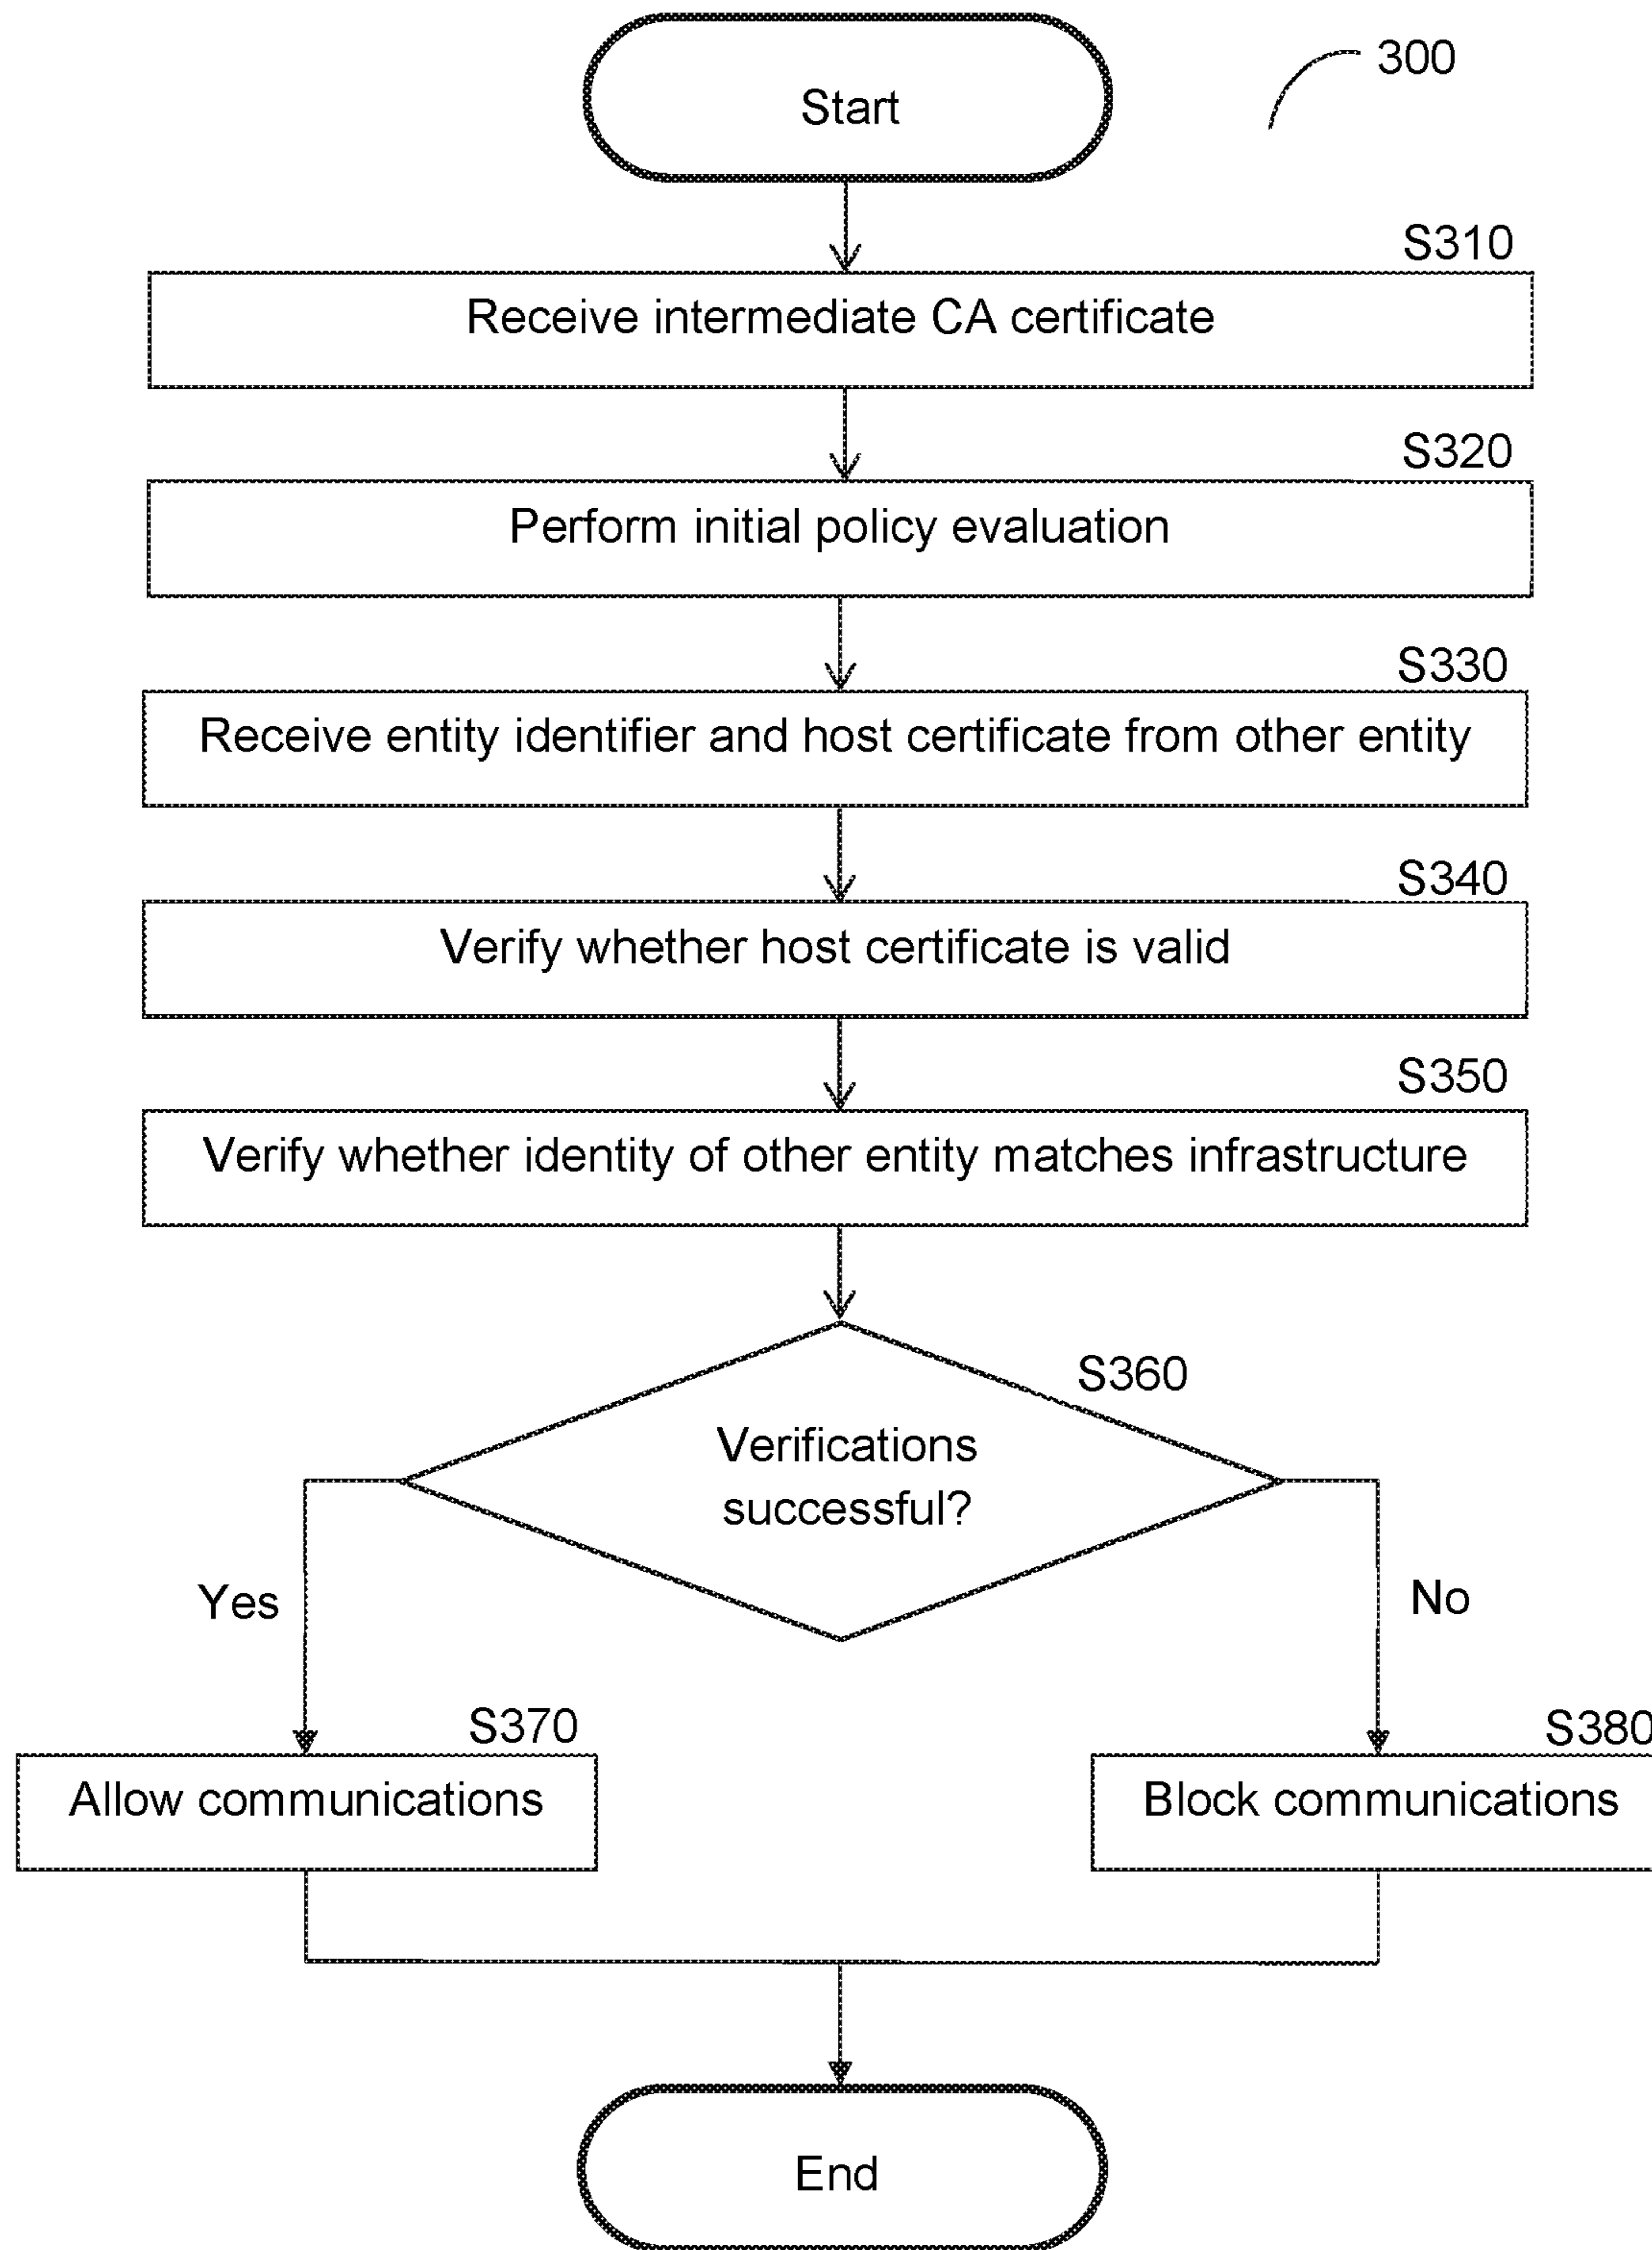 Start
300
S310
Receive intermediate CA certificate
S320
Perform initial policy evaluation
S330
Receive entity identifier and host certificate from other entity
S340
Verify whether host certificate is valid
S350
Verify whether identity of other entity matches infrastructure
S360
Verifications
successful?
Yes
No
S370
S380
Allow communications
Block communications
End